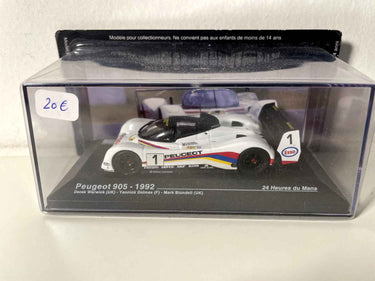 Modèle pour collectionneurs. Ne convient pas aux enfants de moins de 14 ans
20€
1
Esso
1
PEUGEOT
Peugeot 905 - 1992
24 Heures du Mans
Derek Warwick (UK) - Yannick Dalmas (F) - Mark Blundell (UK)